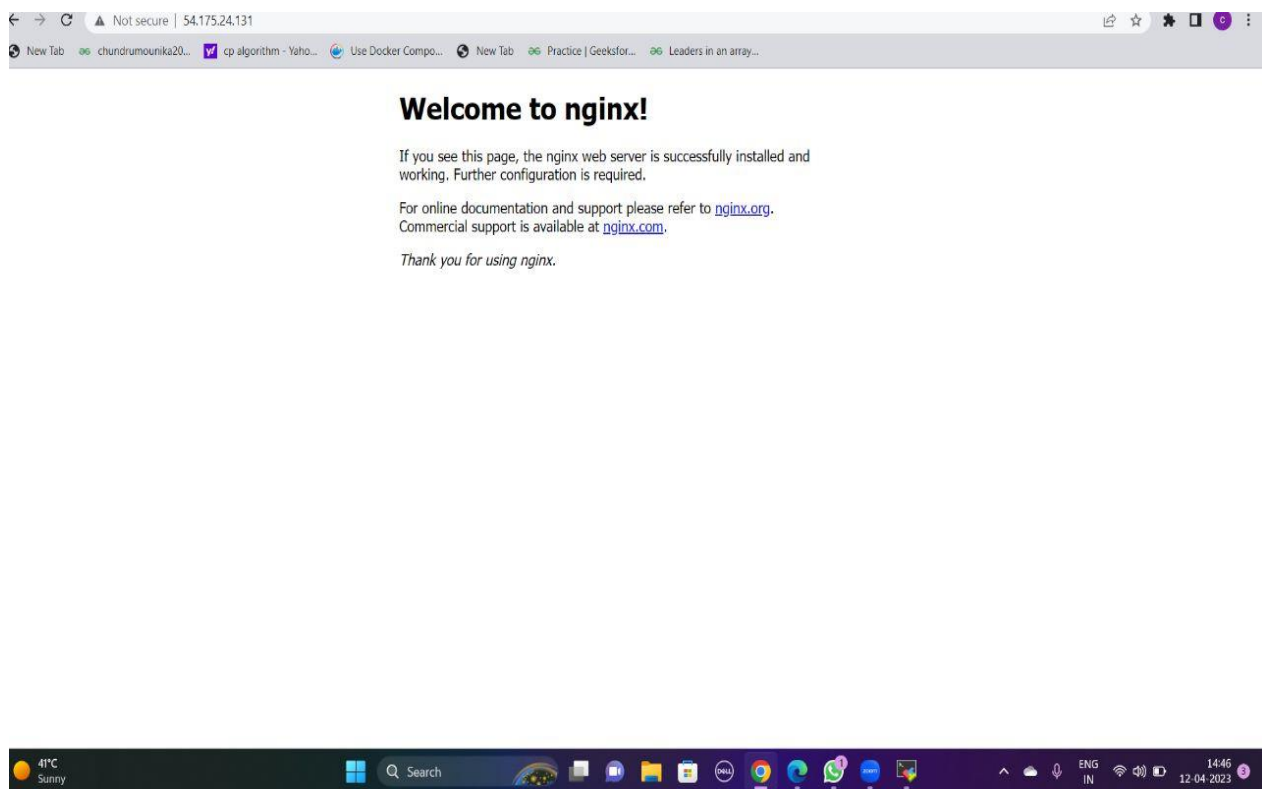 Not secure | 54.175.24.131
New Tab chundrumounika20... cp algorithm - Yaho... Use Docker Compo... New Tab Practice | Geeksfor... Leaders in an array...
Welcome to nginx!
If you see this page, the nginx web server is successfully installed and
working. Further configuration is required.
For online documentation and support please refer to nginx.org.
Commercial support is available at nginx.com.
Thank you for using nginx.
41°C
Sunny
Search
DELL
1
zoom
ENG
IN
14:46
12-04-2023
3
C